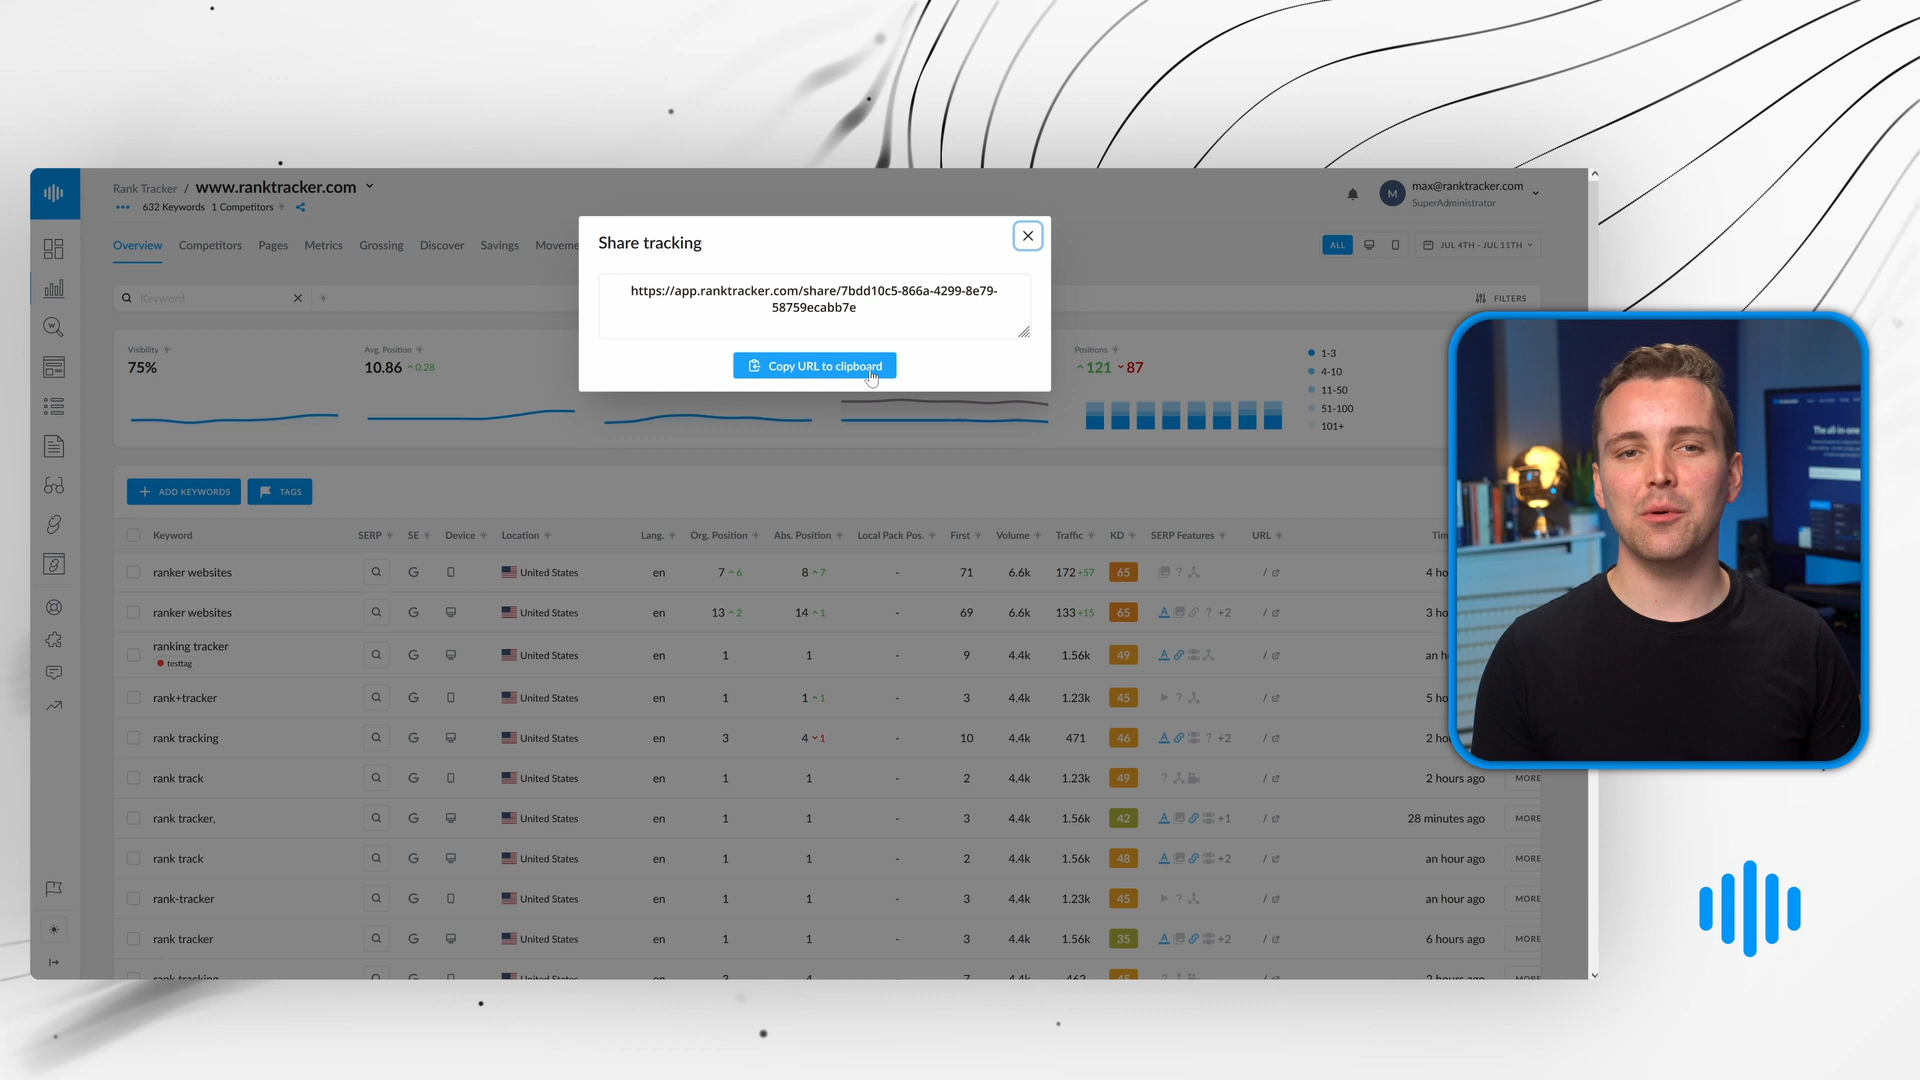 Rank Tracker / www.ranktracker.com
632 Keywords 1 Competitors
max@ranktracker.com
SuperAdministrator
M
Overview Competitors Pages Metrics Grossing Discover Savings
ALL JUL 4TH - JUL 11TH
Share tracking
https://app.ranktracker.com/share/7bdd10c5-866a-4299-8e79-
58759ecabb7e
Copy URL to clipboard
Keyword
FILTERS
Visibility
75%
Avg. Position
10.86 0.28
Positions
121 87
1-3
4-10
11-50
51-100
101+
ADD KEYWORDS TAGS
Keyword SERP SE Device Location Lang. Org. Position Abs. Position Local Pack Pos. First Volume Traffic KD SERP Features URL
ranker websites G United States en 7 6 8 7 - 71 6.6k 172 +57 65 ? /
ranker websites G United States en 13 2 14 1 - 69 6.6k 133 +15 65 A ? +2 /
ranking tracker G United States en 1 1 - 9 4.4k 1.56k 49 A /
testtag
rank+tracker G United States en 1 1 1 - 3 4.4k 1.23k 45 ? /
rank tracking G United States en 3 4 1 - 10 4.4k 471 46 A ? +2 /
rank track G United States en 1 1 - 2 4.4k 1.23k 49 ? / 2 hours ago MORE
rank tracker, G United States en 1 1 - 3 4.4k 1.56k 42 A +1 / 28 minutes ago MORE
rank track G United States en 1 1 - 2 4.4k 1.56k 48 A +2 / an hour ago MORE
rank-tracker G United States en 1 1 - 3 4.4k 1.23k 45 ? / an hour ago MORE
rank tracker G United States en 1 1 - 3 4.4k 1.56k 35 A +2 / 6 hours ago MORE
The all-in-one